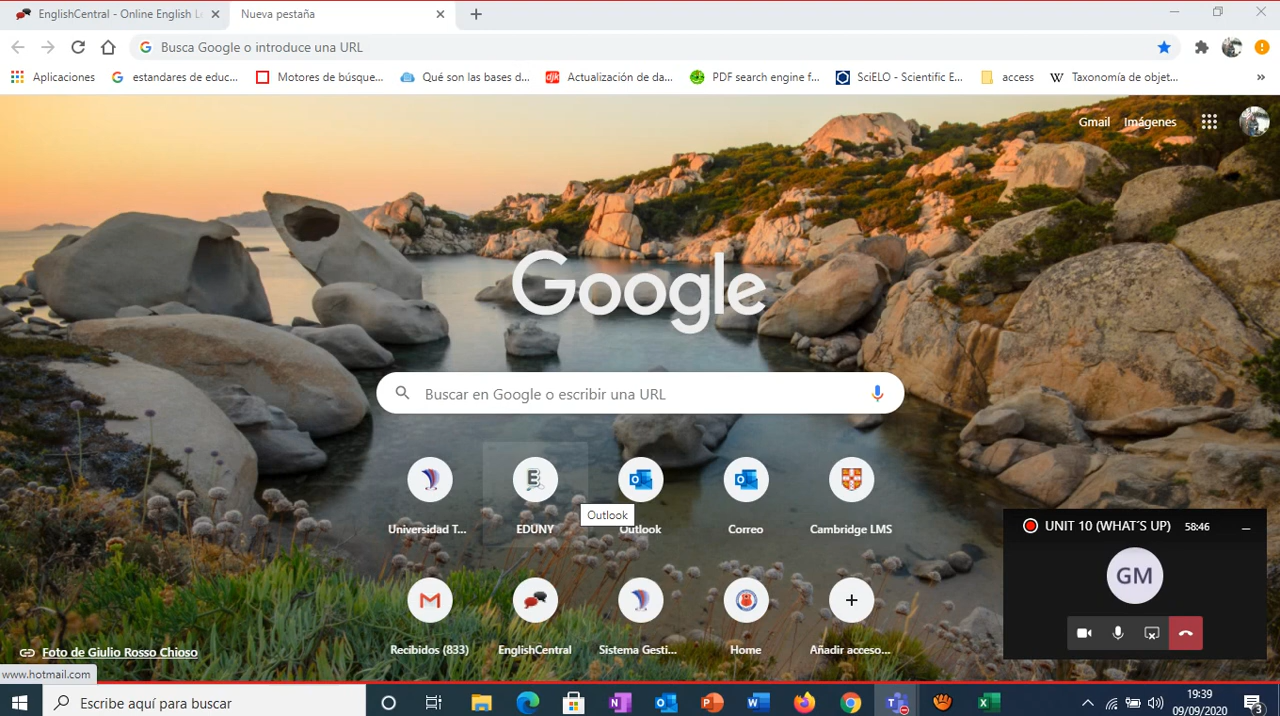 EnglishCentral - Online English Le
Nueva pestaña
Busca Google o introduce una URL
Aplicaciones
estandares de educ...
Motores de búsque...
Qué son las bases d...
Actualización de da...
PDF search engine f...
SciELO - Scientific E...
access
Taxonomía de objet...
Gmail
Imágenes
Google
Buscar en Google o escribir una URL
Universidad T...
EDUNY
Outlook
Outlook
Correo
Cambridge LMS
UNIT 10 (WHAT´S UP)
58:46
GM
Recibidos (833)
EnglishCentral
Sistema Gesti...
Home
Añadir acceso...
Foto de Giulio Rosso Chioso
www.hotmail.com
Escribe aquí para buscar
19:39
09/09/2020
3